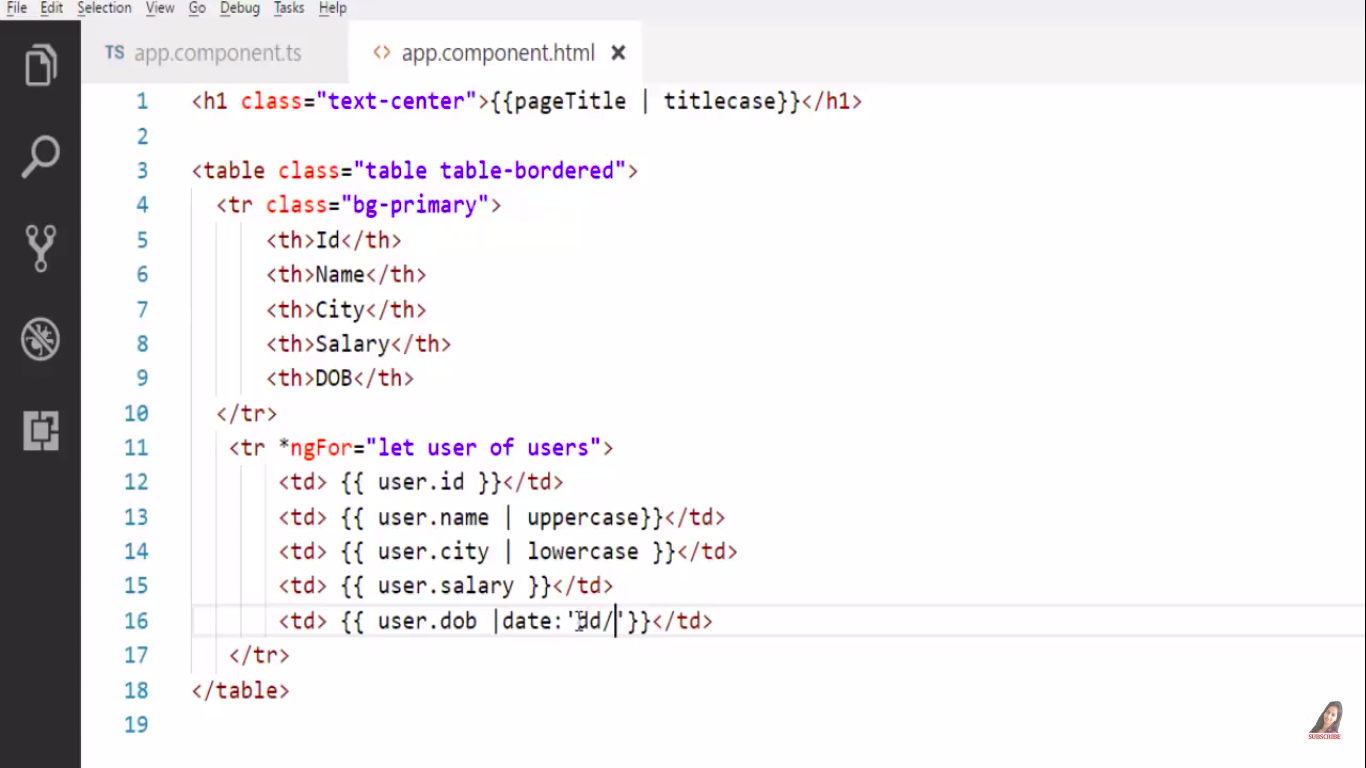 File Edit Selection View Go Debug Tasks Help
TS app.component.ts <> app.component.html ×
1 <h1 class="text-center">{{pageTitle | titlecase}}</h1>
2
3 <table class="table table-bordered">
4 <tr class="bg-primary">
5 <th>Id</th>
6 <th>Name</th>
7 <th>City</th>
8 <th>Salary</th>
9 <th>DOB</th>
10 </tr>
11 <tr *ngFor="let user of users">
12 <td> {{ user.id }}</td>
13 <td> {{ user.name | uppercase}}</td>
14 <td> {{ user.city | lowercase }}</td>
15 <td> {{ user.salary }}</td>
16 <td> {{ user.dob |date:'dd/'}}</td>
17 </tr>
18 </table>
19
SUBSCRIBE